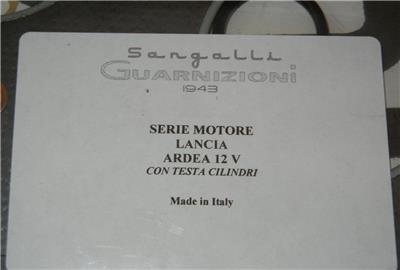 Sangalli
GUARNIZIONI
1943
SERIE MOTORE
LANCIA
ARDEA 12 V
CON TESTA CILINDRI
Made in Italy